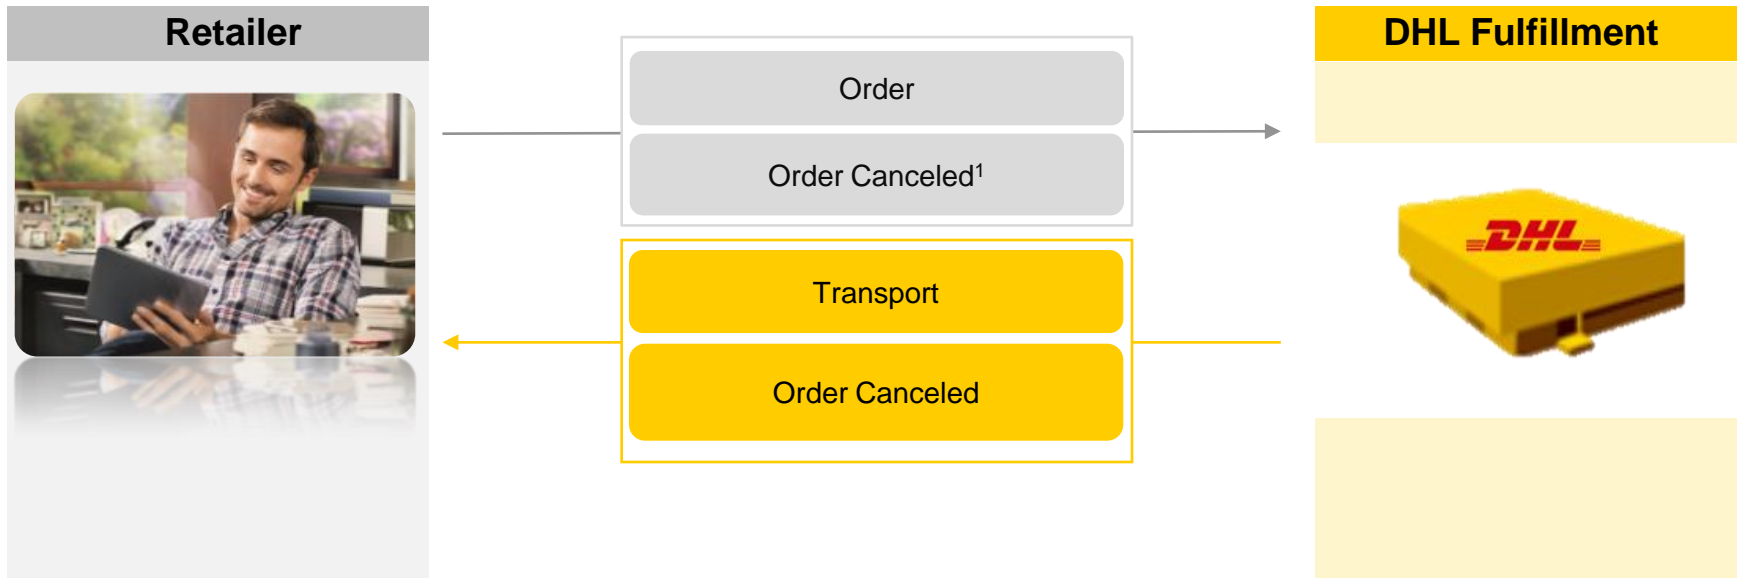 Retailer
DHL Fulfillment
Order
Order Canceled¹
Transport
Order Canceled
DHL